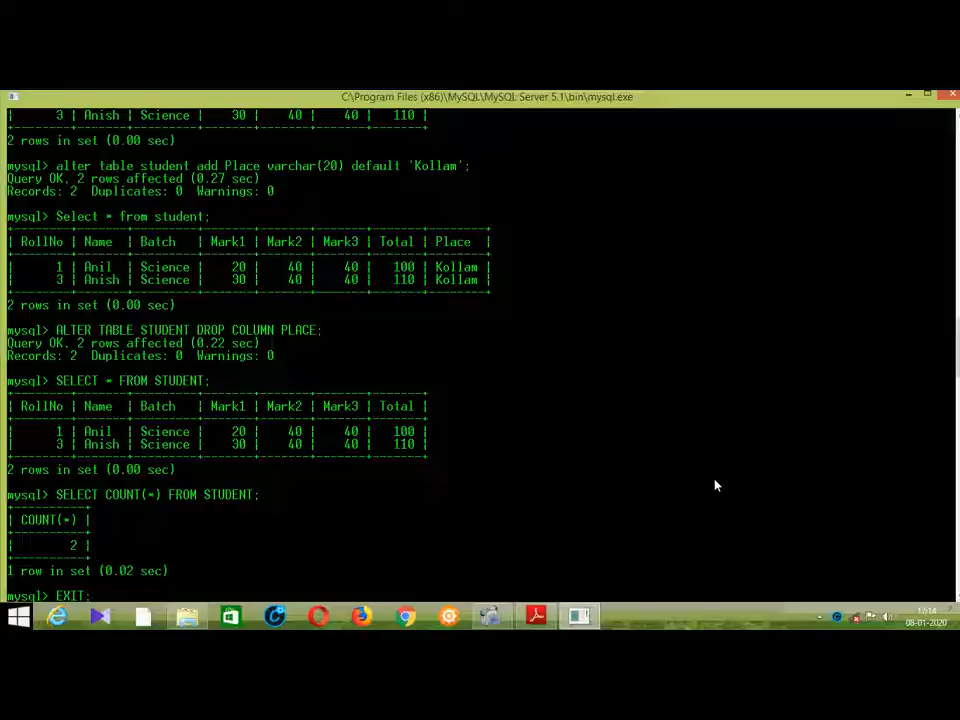 C:\Program Files (x86)\MySQL\MySQL Server 5.1\bin\mysql.exe
| 3 | Anish | Science | 30 | 40 | 40 | 110 |
2 rows in set (0.00 sec)
mysql> alter table student add Place varchar(20) default 'Kollam';
Query OK, 2 rows affected (0.27 sec)
Records: 2 Duplicates: 0 Warnings: 0
mysql> Select * from student;
| RollNo | Name | Batch | Mark1 | Mark2 | Mark3 | Total | Place |
| 1 | Anil | Science | 20 | 40 | 40 | 100 | Kollam |
| 3 | Anish | Science | 30 | 40 | 40 | 110 | Kollam |
2 rows in set (0.00 sec)
mysql> ALTER TABLE STUDENT DROP COLUMN PLACE;
Query OK, 2 rows affected (0.22 sec)
Records: 2 Duplicates: 0 Warnings: 0
mysql> SELECT * FROM STUDENT;
| RollNo | Name | Batch | Mark1 | Mark2 | Mark3 | Total |
| 1 | Anil | Science | 20 | 40 | 40 | 100 |
| 3 | Anish | Science | 30 | 40 | 40 | 110 |
2 rows in set (0.00 sec)
mysql> SELECT COUNT(*) FROM STUDENT;
| COUNT(*) |
| 2 |
1 row in set (0.02 sec)
mysql> EXIT;
08-01-2020